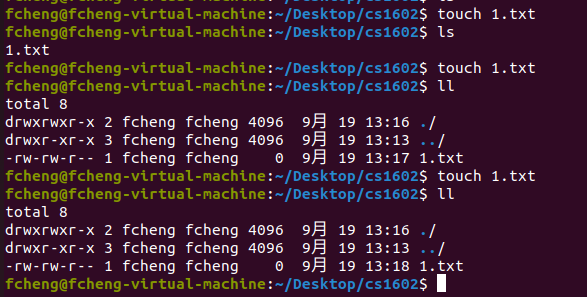 fcheng@fcheng-virtual-machine:~/Desktop/cs1602$ touch 1.txt
fcheng@fcheng-virtual-machine:~/Desktop/cs1602$ ls
1.txt
fcheng@fcheng-virtual-machine:~/Desktop/cs1602$ touch 1.txt
fcheng@fcheng-virtual-machine:~/Desktop/cs1602$ ll
total 8
drwxrwxr-x 2 fcheng fcheng 4096  9月 19 13:16 ./
drwxr-xr-x 3 fcheng fcheng 4096  9月 19 13:13 ../
-rw-rw-r-- 1 fcheng fcheng    0  9月 19 13:17 1.txt
fcheng@fcheng-virtual-machine:~/Desktop/cs1602$ touch 1.txt
fcheng@fcheng-virtual-machine:~/Desktop/cs1602$ ll
total 8
drwxrwxr-x 2 fcheng fcheng 4096  9月 19 13:16 ./
drwxr-xr-x 3 fcheng fcheng 4096  9月 19 13:13 ../
-rw-rw-r-- 1 fcheng fcheng    0  9月 19 13:18 1.txt
fcheng@fcheng-virtual-machine:~/Desktop/cs1602$